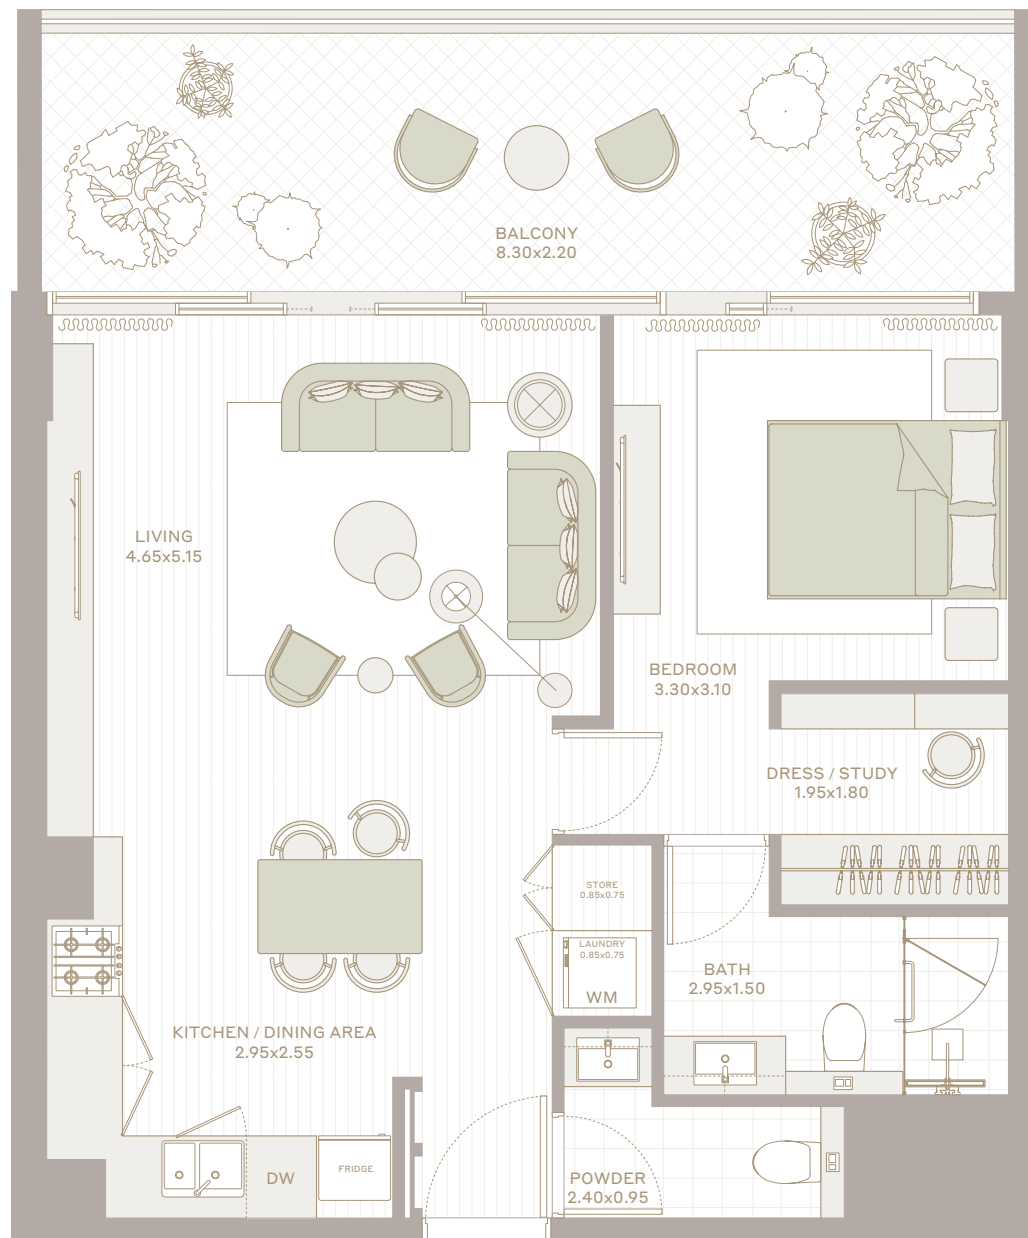 BALCONY
8.30x2.20
LIVING
4.65x5.15
BEDROOM
3.30x3.10
DRESS / STUDY
1.95x1.80
STORE
0.85x0.75
LAUNDRY
0.85x0.75
WM
BATH
2.95x1.50
KITCHEN / DINING AREA
2.95x2.55
DW
FRIDGE
POWDER
2.40x0.95